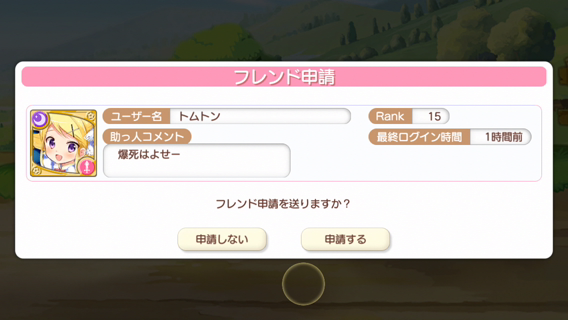 フレンド申請
ユーザー名 トムトン Rank 15
助っ人コメント 最終ログイン時間 1時間前
爆死はよせー
フレンド申請を送りますか？
申請しない 申請する